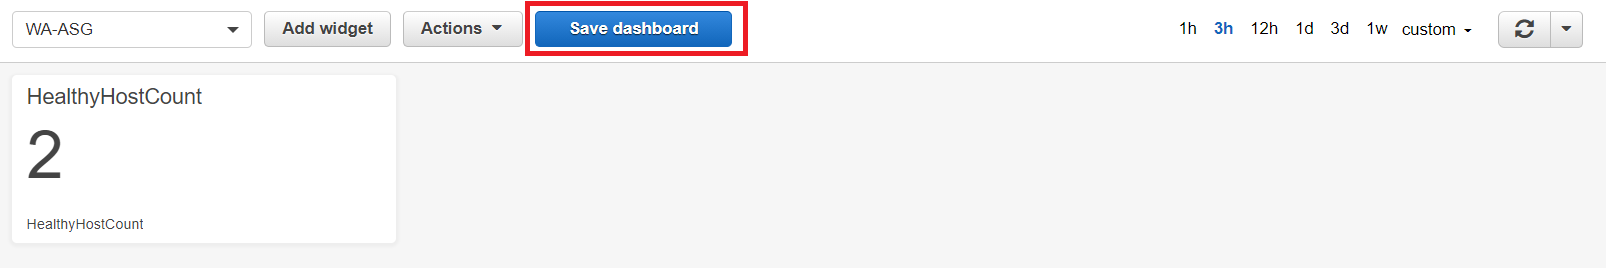 WA-ASG Add widget Actions Save dashboard 1h 3h 12h 1d 3d 1w custom
HealthyHostCount
2
HealthyHostCount